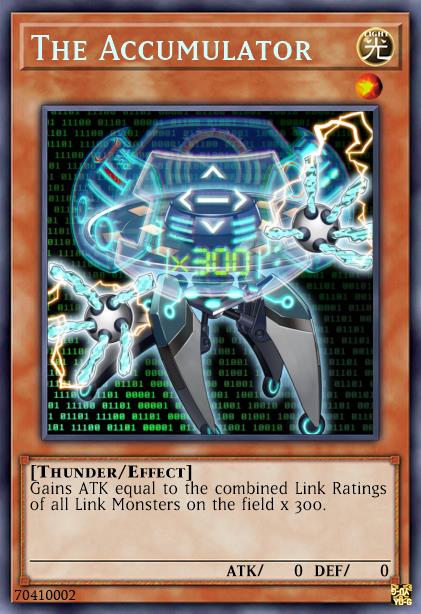 The Accumulator
LIGHT
光
x300
[Thunder/Effect]
Gains ATK equal to the combined Link Ratings
of all Link Monsters on the field x 300.
ATK/ 0 DEF/ 0
70410002